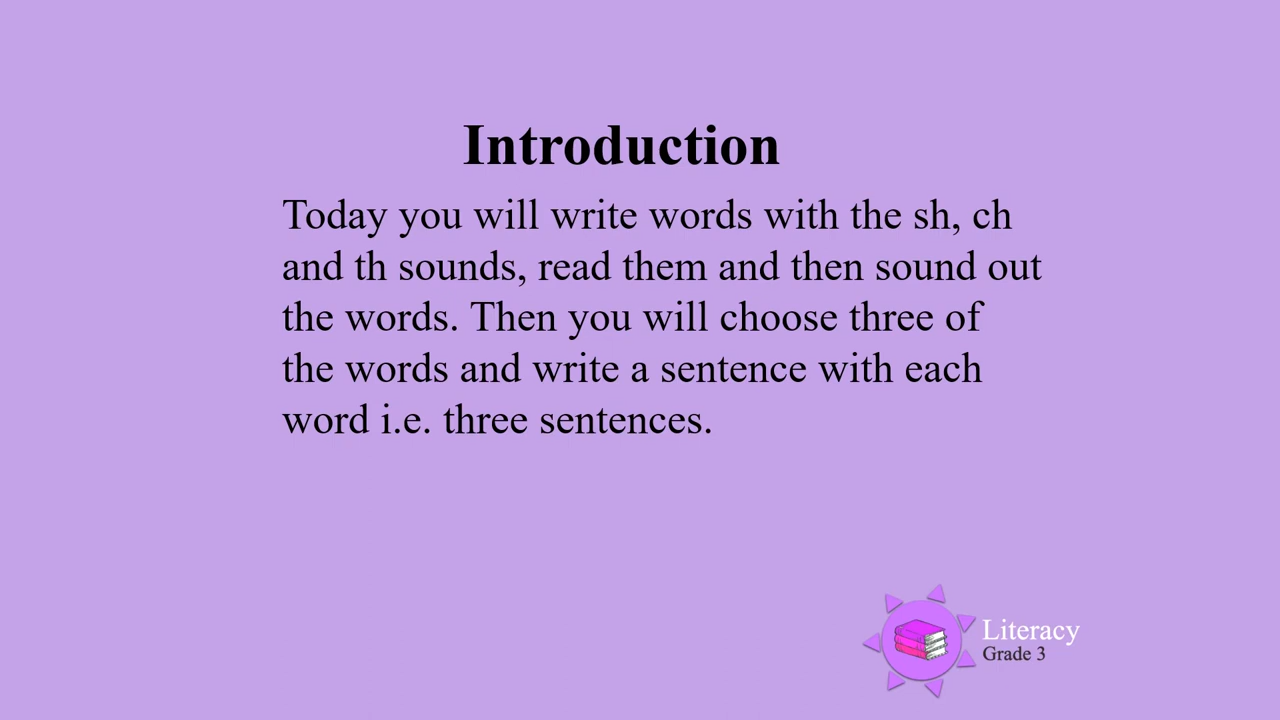 Introduction
Today you will write words with the sh, ch
and th sounds, read them and then sound out
the words. Then you will choose three of
the words and write a sentence with each
word i.e. three sentences.
Literacy
Grade 3